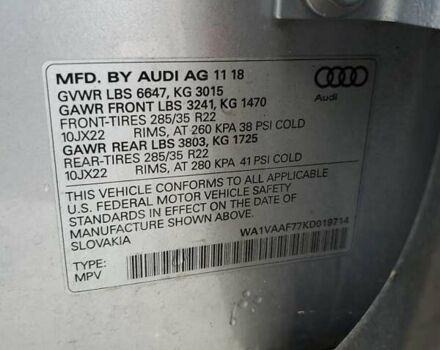 MFD. BY AUDI AG 11 18
GVWR LBS 6647, KG 3015
GAWR FRONT LBS 3241, KG 1470
FRONT-TIRES 285/35 R22
10JX22 RIMS, AT 260 KPA 38 PSI COLD
GAWR REAR LBS 3803, KG 1725
REAR-TIRES 285/35 R22
10JX22 RIMS, AT 280 KPA 41 PSI COLD
THIS VEHICLE CONFORMS TO ALL APPLICABLE
U.S. FEDERAL MOTOR VEHICLE SAFETY
STANDARDS IN EFFECT ON THE DATE OF
MANUFACTURE SHOWN ABOVE.
SLOVAKIA
WA1VAAF77KD019714
TYPE:
MPV
Audi